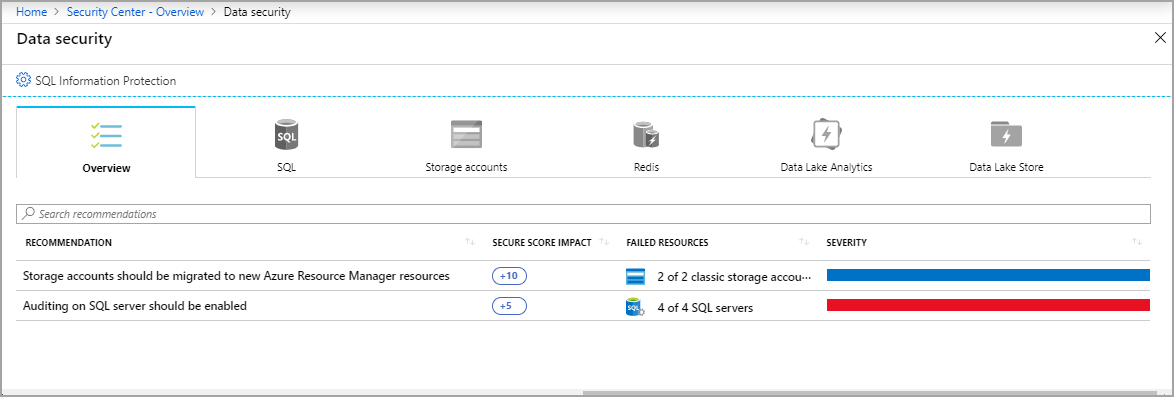 Home > Security Center - Overview > Data security
Data security
SQL Information Protection
SQL
Overview
SQL
Storage accounts
Redis
Data Lake Analytics
Data Lake Store
Search recommendations
RECOMMENDATION SECURE SCORE IMPACT FAILED RESOURCES SEVERITY
Storage accounts should be migrated to new Azure Resource Manager resources +10 2 of 2 classic storage accou···
Auditing on SQL server should be enabled +5 SQL 4 of 4 SQL servers